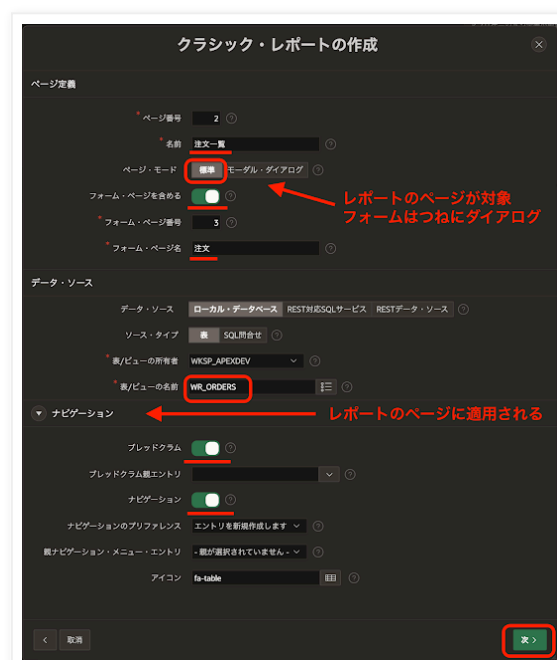 クラシック・レポートの作成
ページ定義
* ページ番号 2
* 名前 注文一覧
ページ・モード 標準 モーダル・ダイアログ
レポートのページが対象
フォーム・ページを含める
フォームはつねにダイアログ
* フォーム・ページ番号 3
* フォーム・ページ名 注文
データ・ソース
データ・ソース ローカル・データベース REST対応SQLサービス RESTデータ・ソース
ソース・タイプ 表 SQL問合せ
* 表/ビューの所有者 WKSP_APEXDEV
* 表/ビューの名前 WR_ORDERS
ナビゲーション レポートのページに適用される
ブレッドクラム
ブレッドクラム親エントリ
ナビゲーション
ナビゲーションのプリファレンス エントリを新規作成します
親ナビゲーション・メニュー・エントリ - 親が選択されていません -
アイコン fa-table
< 取消 次 >